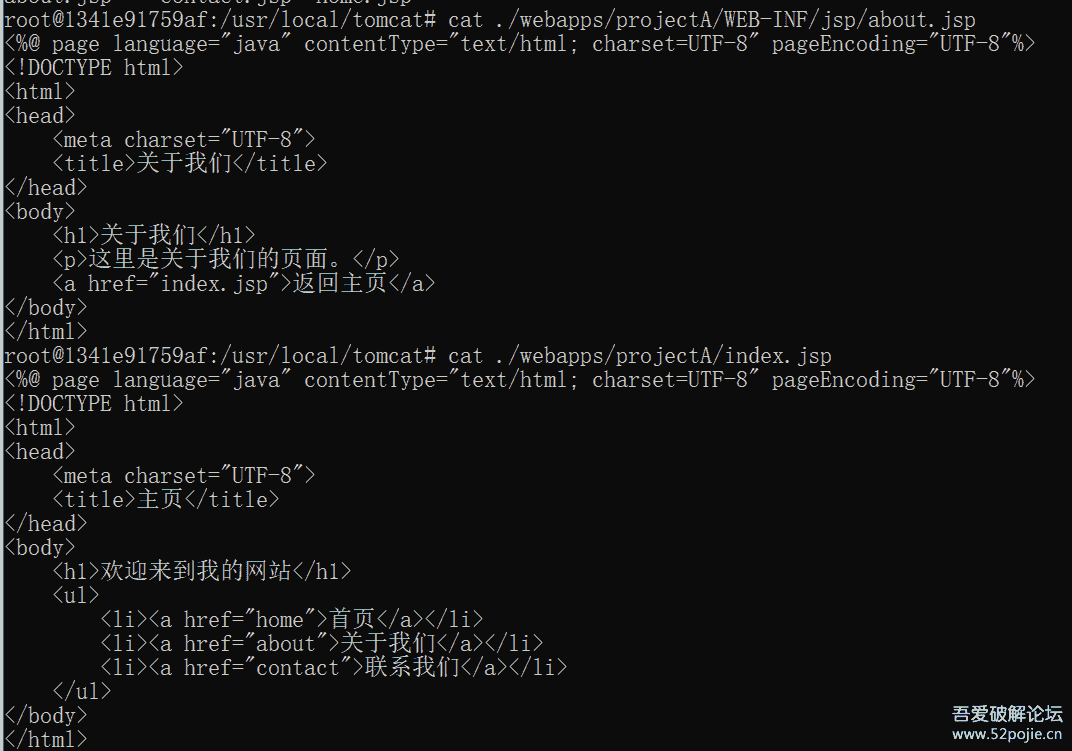 about.jsp contact.jsp home.jsp
root@1341e91759af:/usr/local/tomcat# cat ./webapps/projectA/WEB-INF/jsp/about.jsp
<%@ page language="java" contentType="text/html; charset=UTF-8" pageEncoding="UTF-8"%>
<!DOCTYPE html>
<html>
<head>
    <meta charset="UTF-8">
    <title>关于我们</title>
</head>
<body>
    <h1>关于我们</h1>
    <p>这里是关于我们的页面。</p>
    <a href="index.jsp">返回主页</a>
</body>
</html>
root@1341e91759af:/usr/local/tomcat# cat ./webapps/projectA/index.jsp
<%@ page language="java" contentType="text/html; charset=UTF-8" pageEncoding="UTF-8"%>
<!DOCTYPE html>
<html>
<head>
    <meta charset="UTF-8">
    <title>主页</title>
</head>
<body>
    <h1>欢迎来到我的网站</h1>
    <ul>
        <li><a href="home">首页</a></li>
        <li><a href="about">关于我们</a></li>
        <li><a href="contact">联系我们</a></li>
    </ul>
</body>
</html>
吾爱破解论坛
www.52pojie.cn